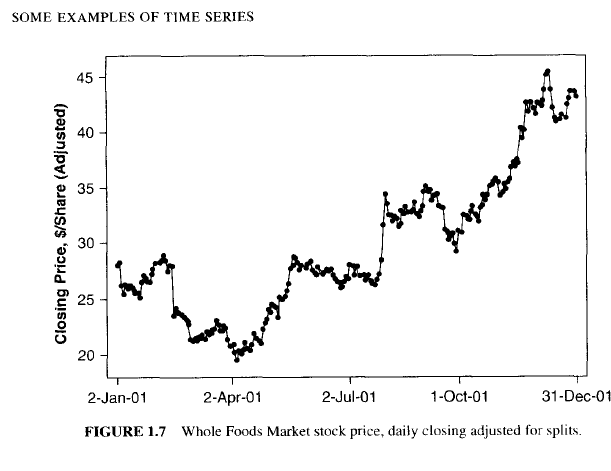 SOME EXAMPLES OF TIME SERIES
Closing Price, $/Share (Adjusted)
45
40
35
30
25
20
2-Jan-01 2-Apr-01 2-Jul-01 1-Oct-01 31-Dec-01
FIGURE 1.7 Whole Foods Market stock price, daily closing adjusted for splits.